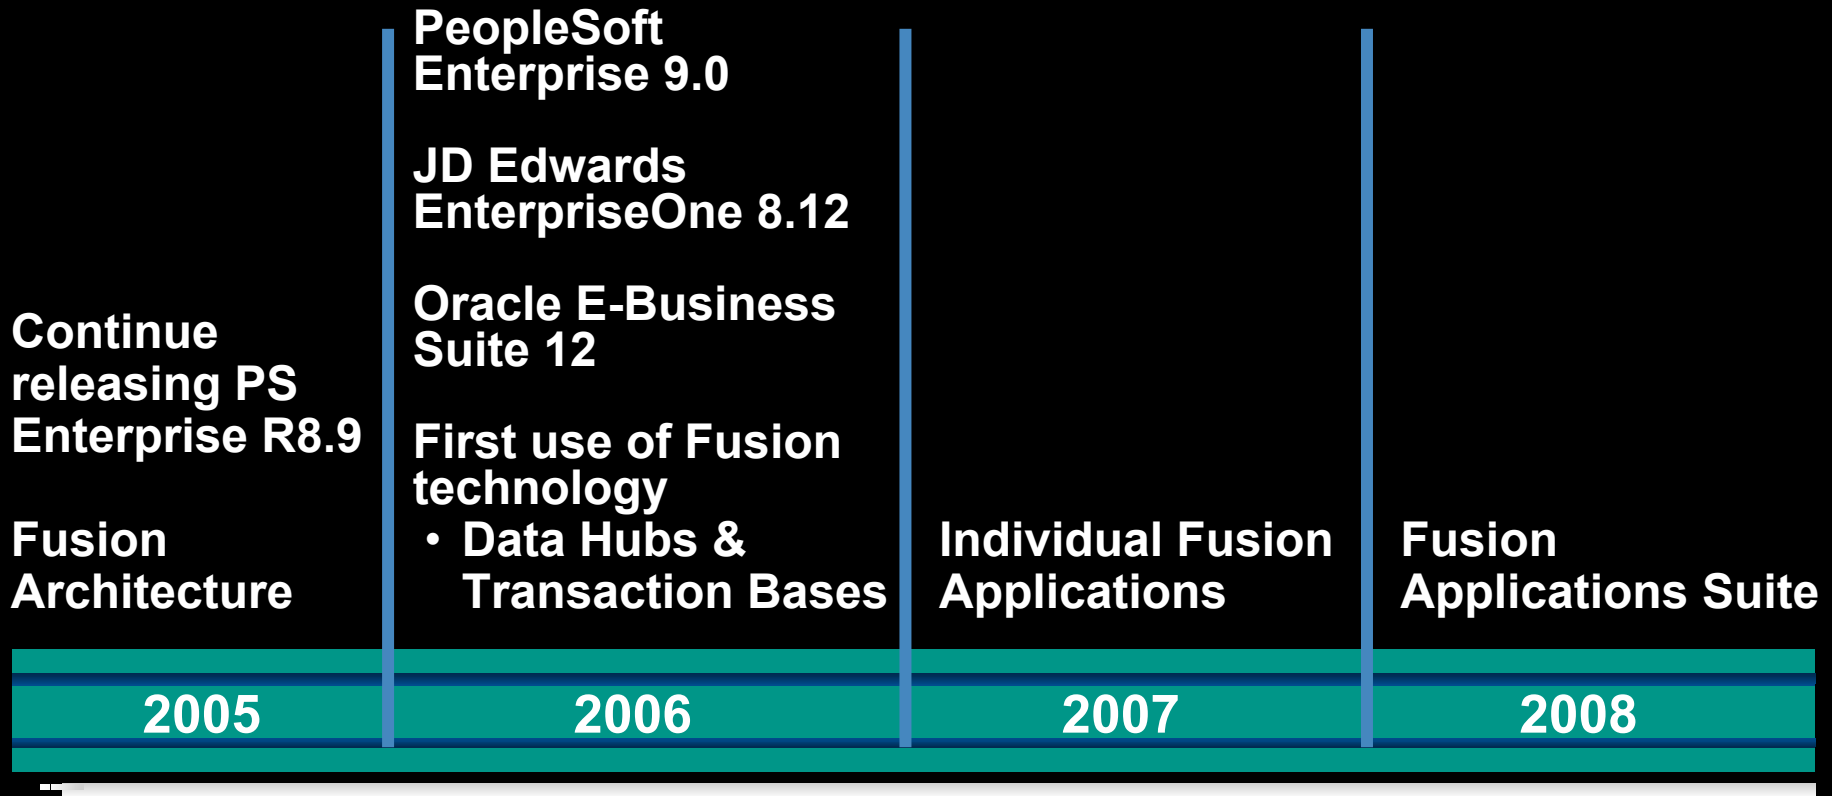 Continue
releasing PS
Enterprise R8.9
Fusion
Architecture
PeopleSoft
Enterprise 9.0
JD Edwards
EnterpriseOne 8.12
Oracle E-Business
Suite 12
First use of Fusion
technology
• Data Hubs &
Transaction Bases
Individual Fusion
Applications
Fusion
Applications Suite
2005
2006
2007
2008